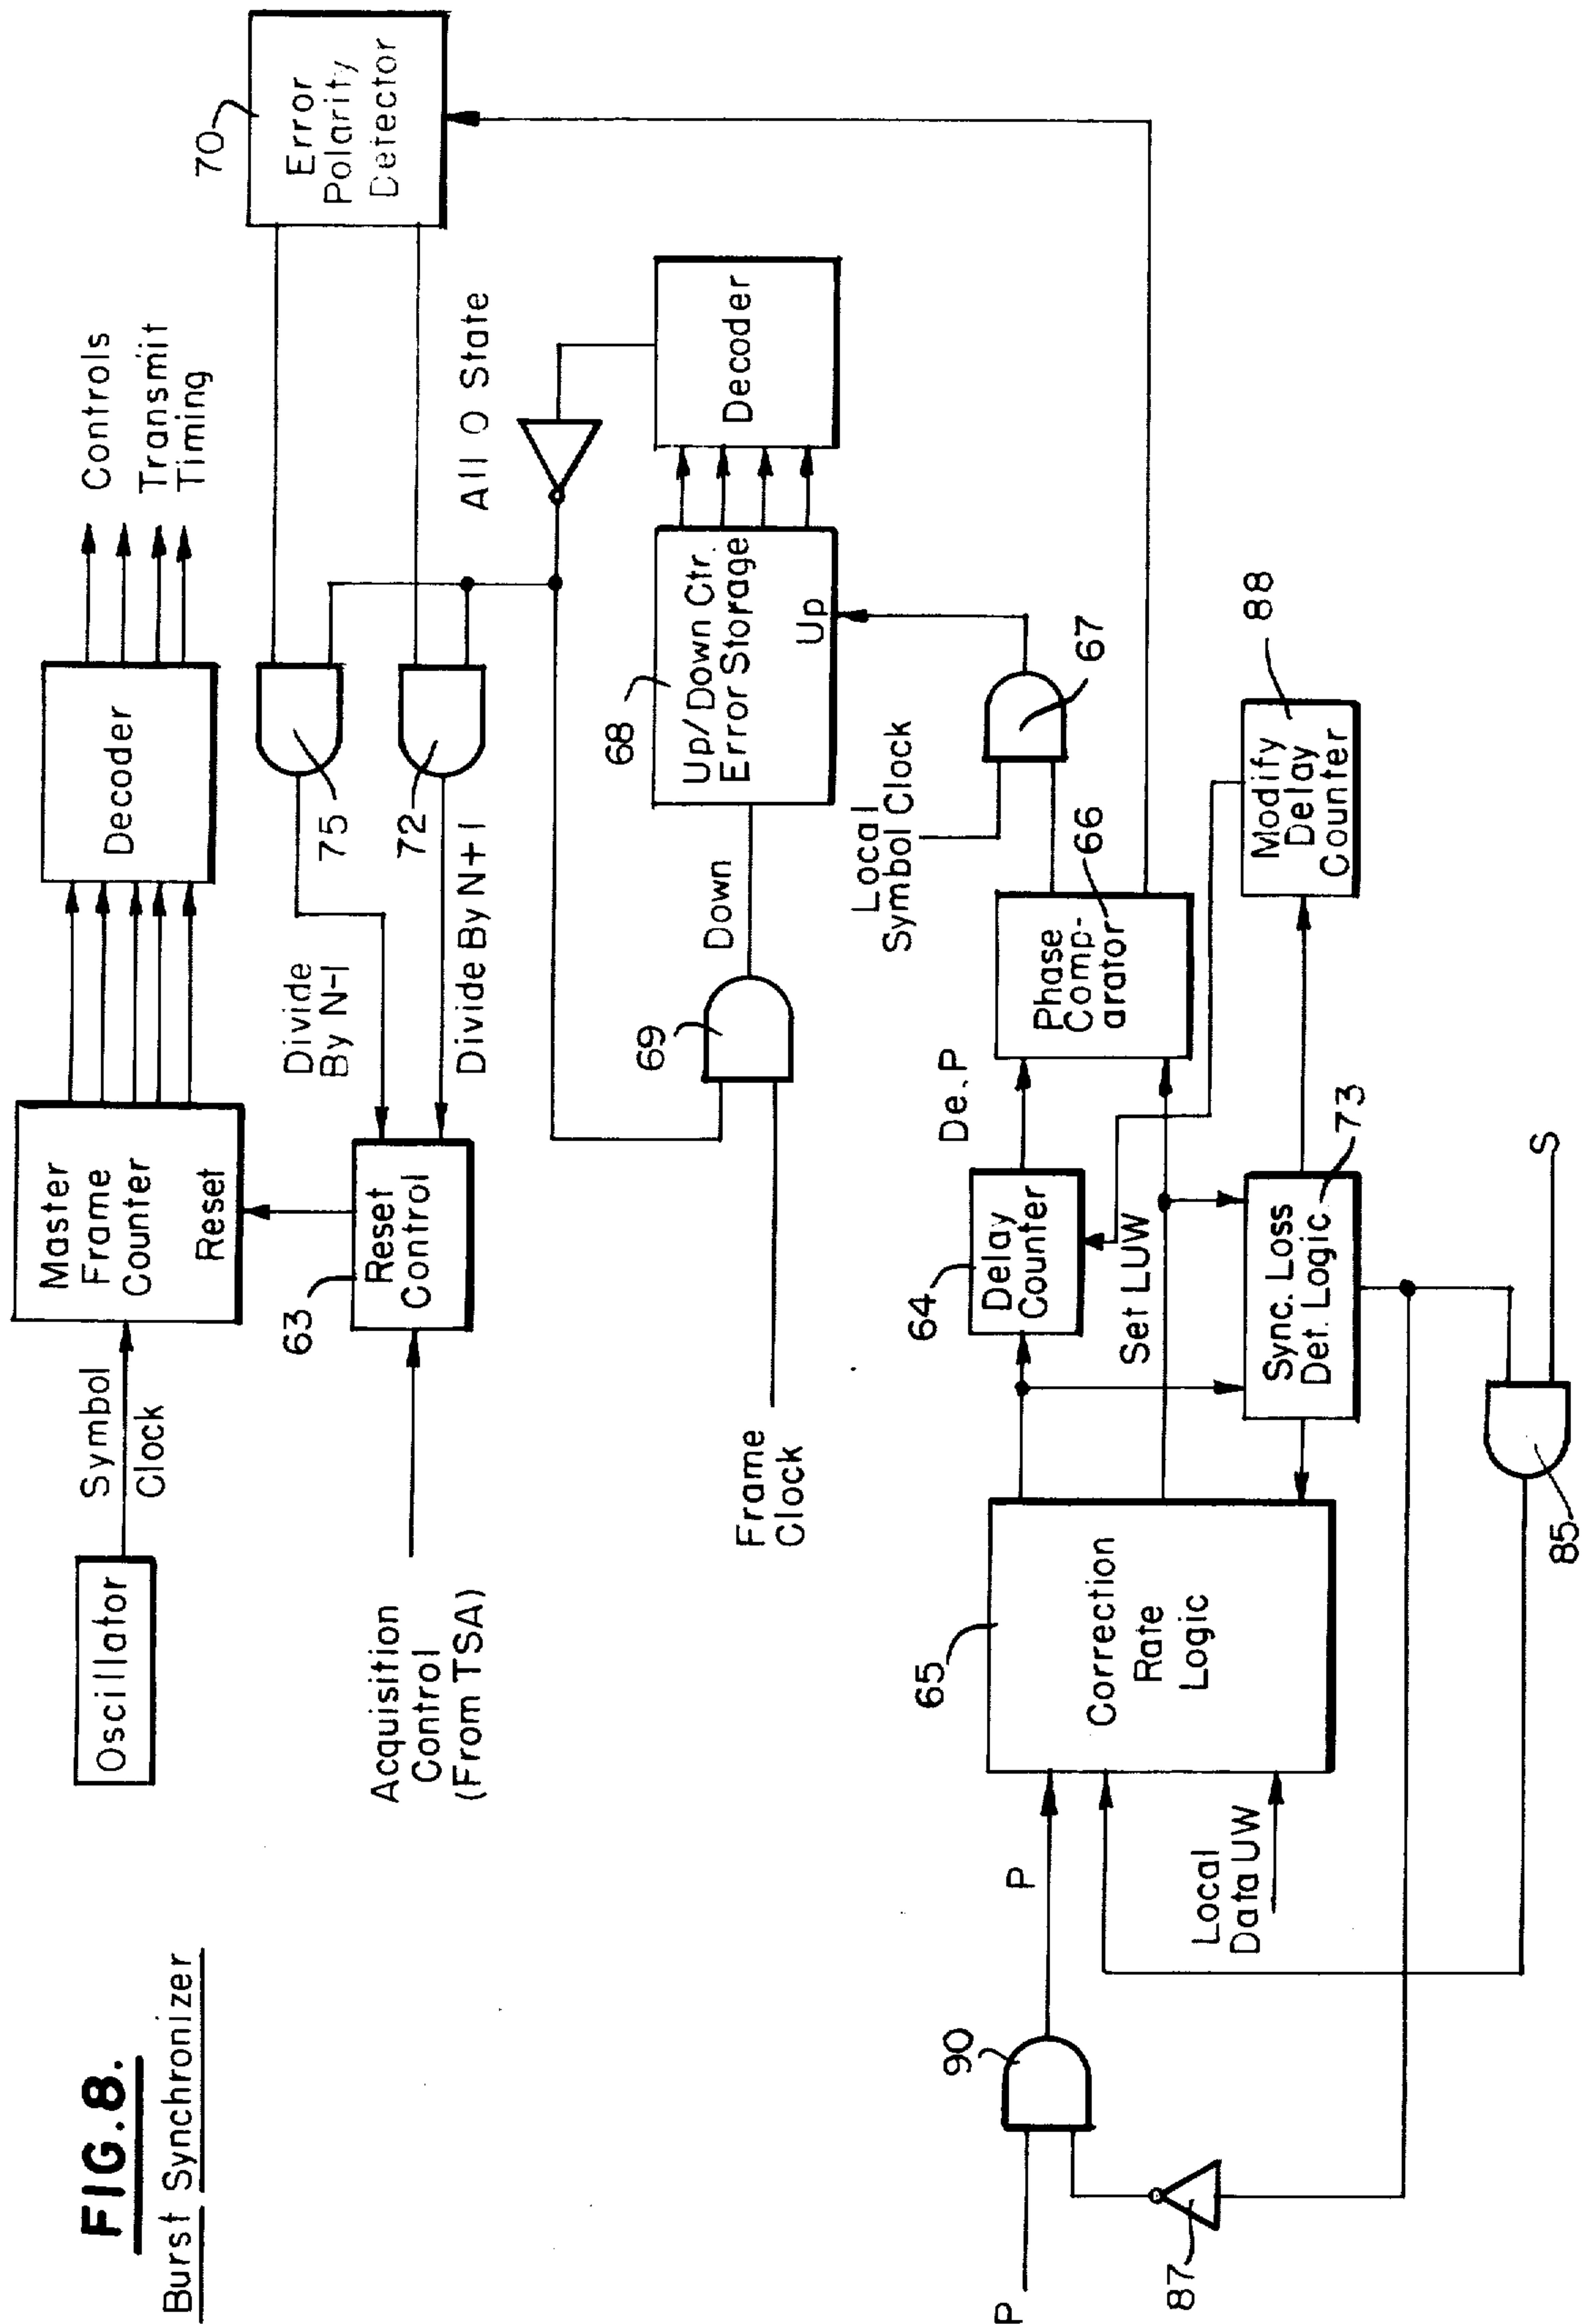 FIG.8.
Burst Synchronizer
Oscillator
Symbol
Clock
Master
Frame
Counter
Reset
Decoder
Controls
Transmit
Timing
Acquisition
Control
(From TSA)
63
Reset
Control
Divide
By N-1
Divide By N+1
75
72
70
Error
Polarity
Detector
All O State
Frame
Clock
69
Down
68
Up/Down Ctr.
Error Storage
Up
Decoder
Local
Symbol Clock
67
P
90
87
P
Local
Data UW
65
Correction
Rate
Logic
64
Delay
Counter
De. P
Set LUW
Phase
Comp-
arator
66
Sync. Loss
Det. Logic
73
Modify
Delay
Counter
88
85
S